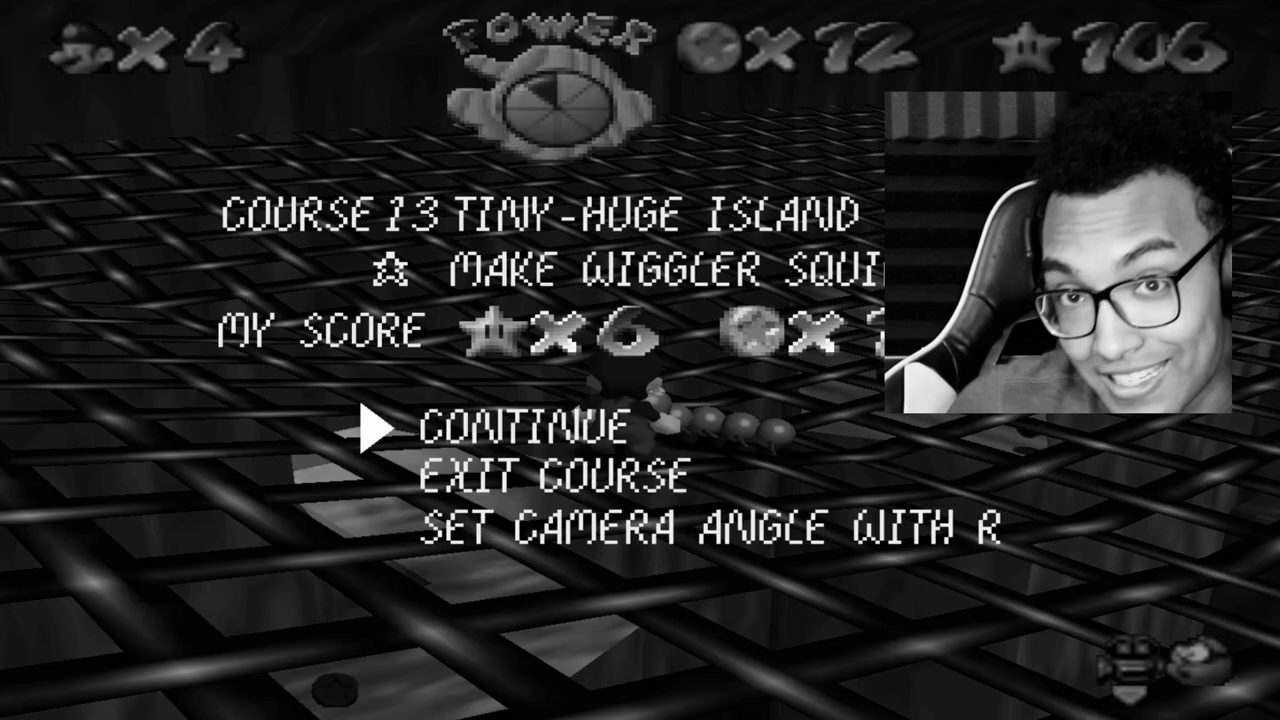 ×4 POWER ×12 106
COURSE 13 TINY-HUGE ISLAND
MAKE WIGGLER
MY SCORE ×6 ×
CONTINUE
EXIT COURSE
SET CAMERA ANGLE WITH R